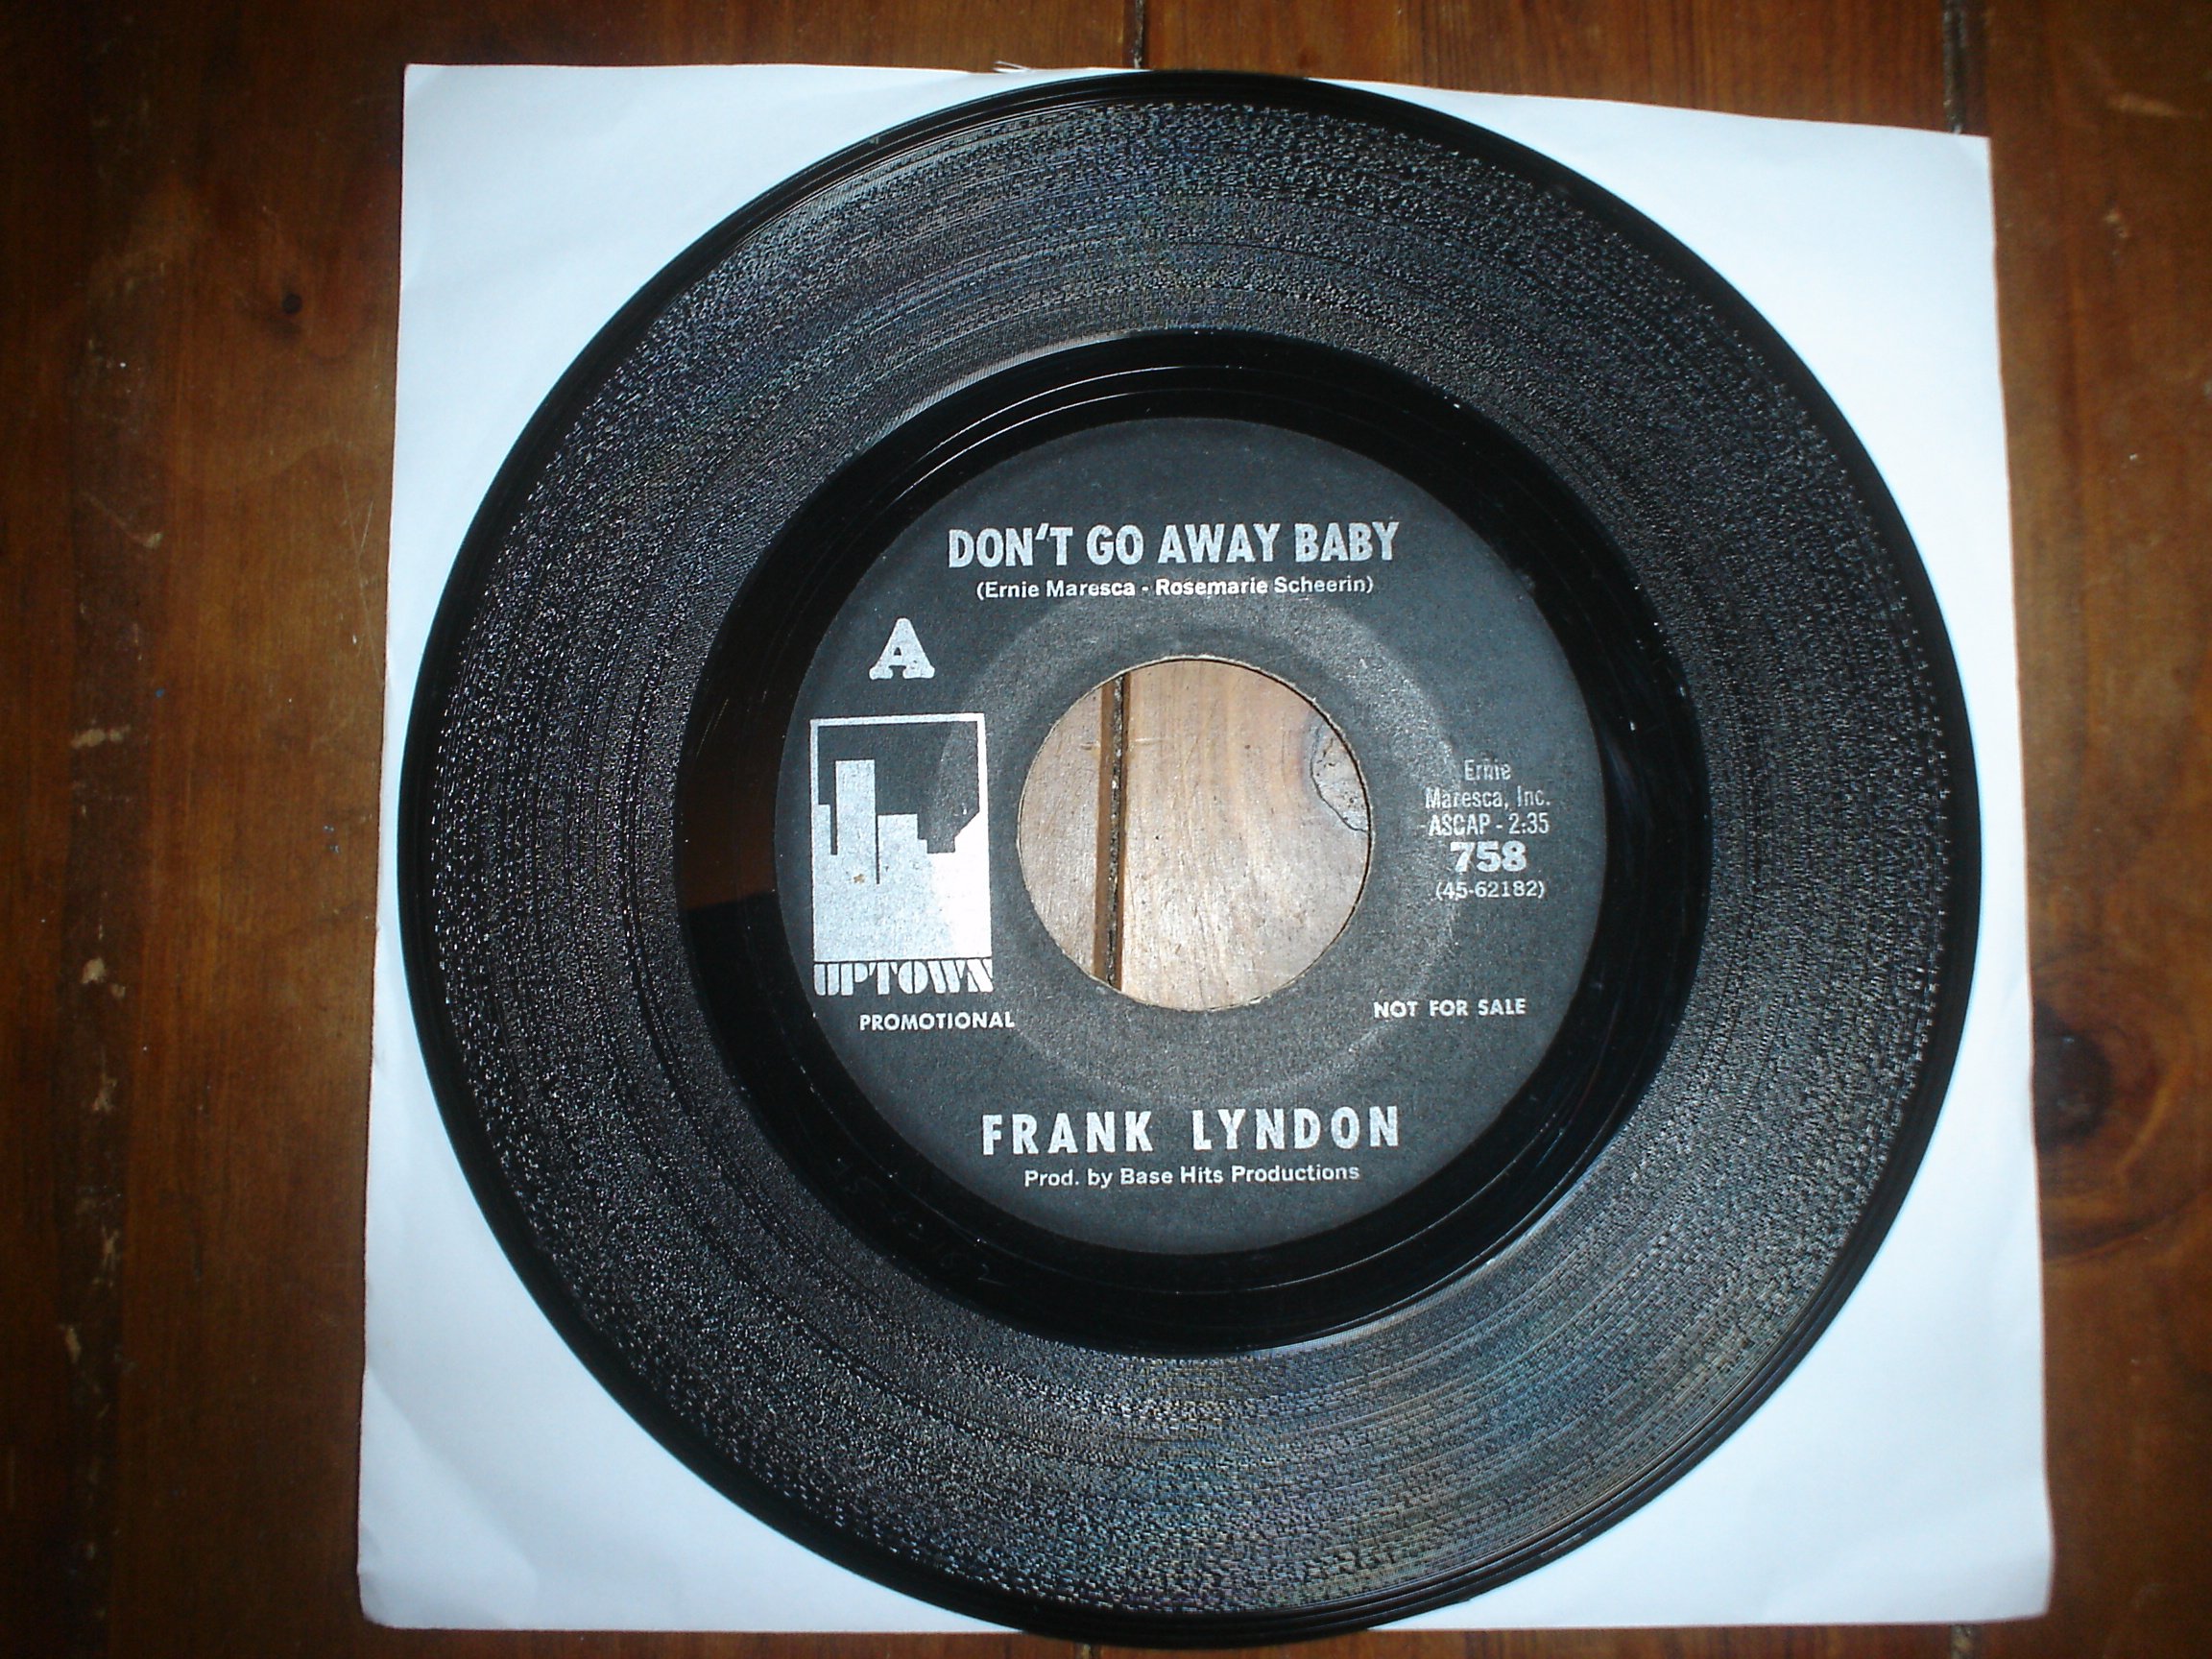 DON'T GO AWAY BABY
(Ernie Maresca - Rosemarie Scheerin)
A
Ernie
Maresca, Inc.
ASCAP - 2:35
758
(45-62182)
UPTOWN
PROMOTIONAL
NOT FOR SALE
FRANK LYNDON
Prod. by Base Hits Productions